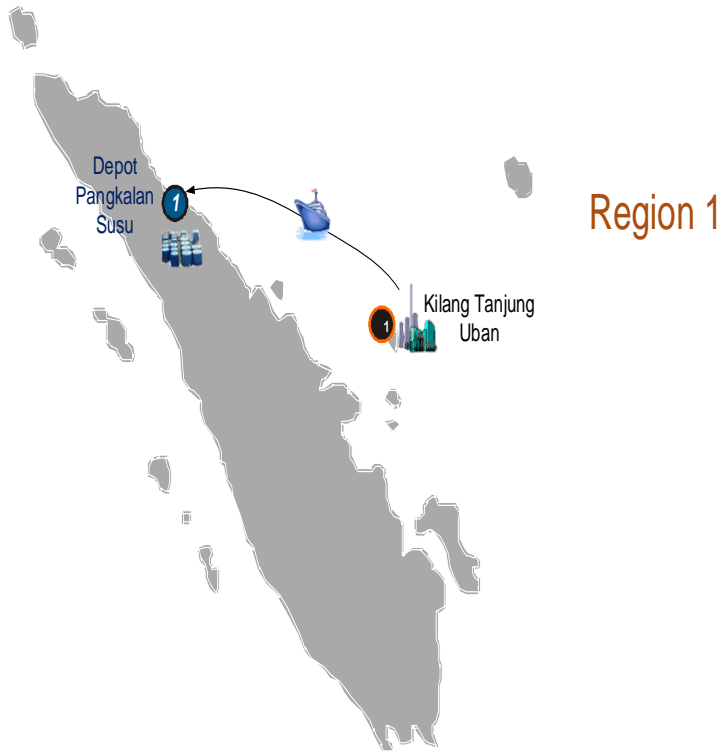 Depot
Pangkalan
Susu
1
Region 1
Kilang Tanjung
Uban
1